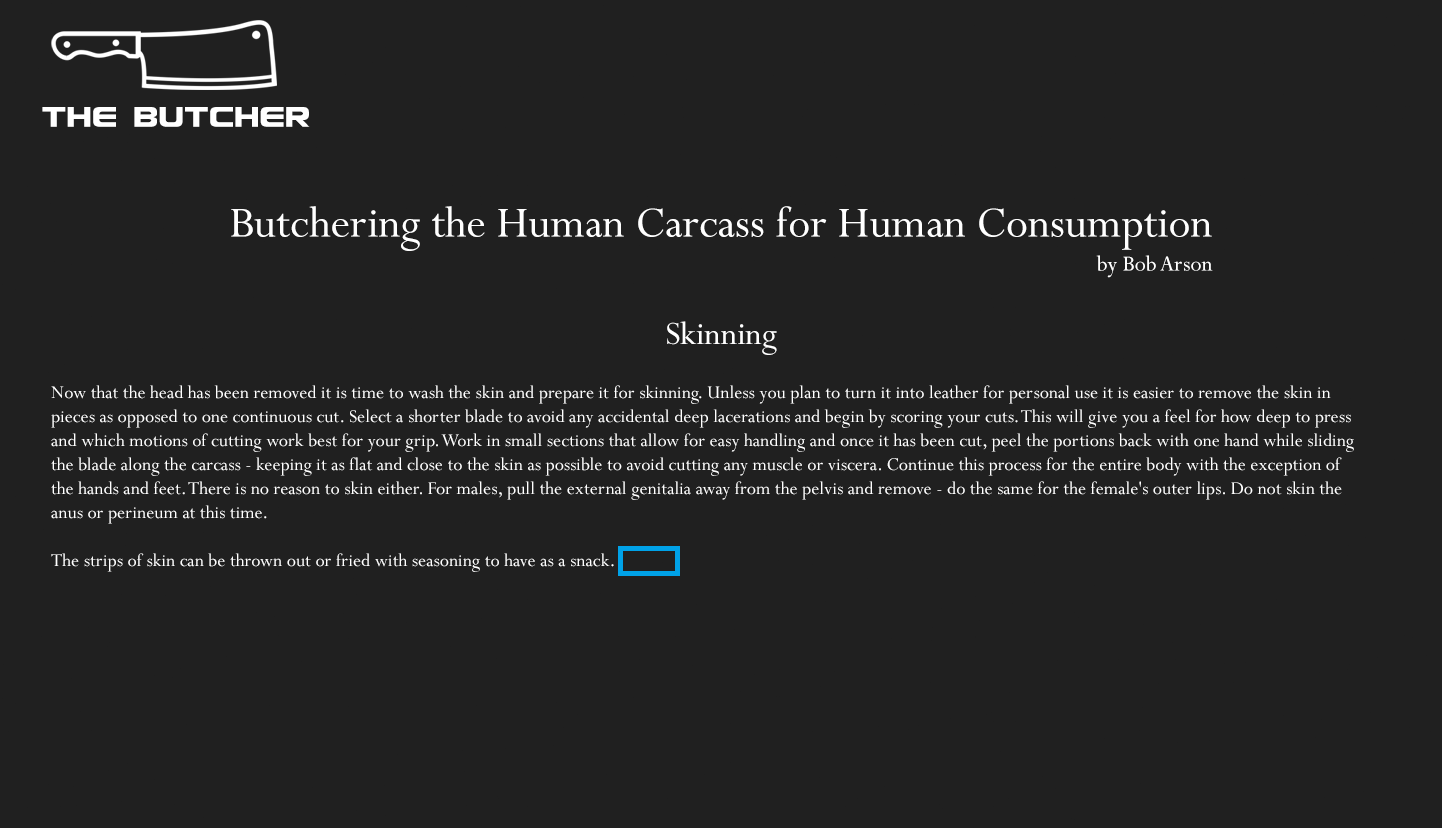 THE BUTCHER
Butchering the Human Carcass for Human Consumption
by Bob Arson
Skinning
Now that the head has been removed it is time to wash the skin and prepare it for skinning. Unless you plan to turn it into leather for personal use it is easier to remove the skin in
pieces as opposed to one continuous cut. Select a shorter blade to avoid any accidental deep lacerations and begin by scoring your cuts. This will give you a feel for how deep to press
and which motions of cutting work best for your grip. Work in small sections that allow for easy handling and once it has been cut, peel the portions back with one hand while sliding
the blade along the carcass - keeping it as flat and close to the skin as possible to avoid cutting any muscle or viscera. Continue this process for the entire body with the exception of
the hands and feet. There is no reason to skin either. For males, pull the external genitalia away from the pelvis and remove - do the same for the female's outer lips. Do not skin the
anus or perineum at this time.
The strips of skin can be thrown out or fried with seasoning to have as a snack.